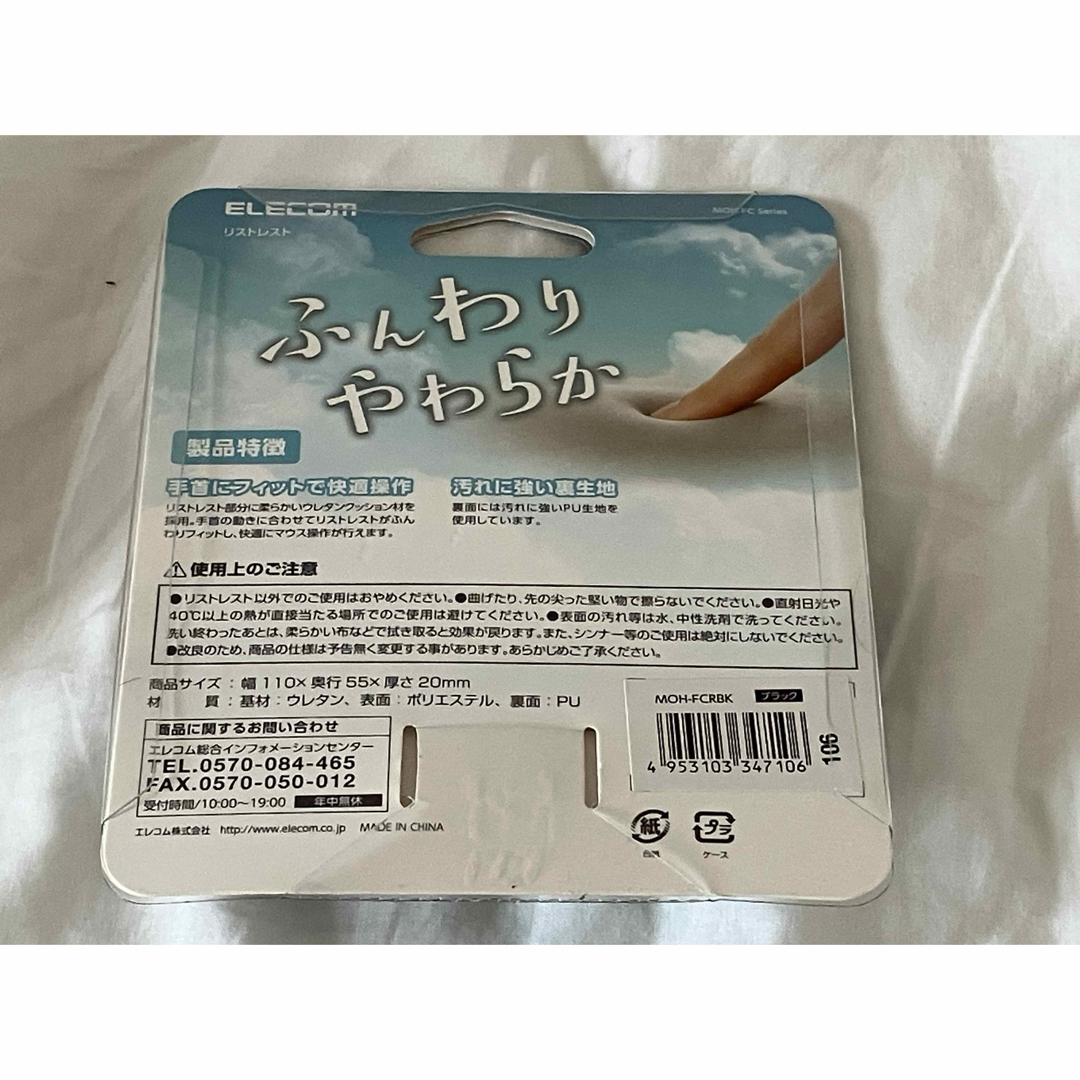 ELECOM
MOH-FC Series
リストレスト
ふんわり
やわらか
製品特徴
手首にフィットで快適操作
リストレスト部分に柔らかいウレタンクッション材を
採用。手首の動きに合わせてリストレストがふん
わりフィットし、快適にマウス操作が行えます。
汚れに強い裏生地
裏面には汚れに強いPU生地を
使用しています。
使用上のご注意
●リストレスト以外でのご使用はおやめください。●曲げたり、先の尖った堅い物で擦らないでください。●直射日光や
40℃以上の熱が直接当たる場所でのご使用は避けてください。●表面の汚れ等は水、中性洗剤で洗ってください。
洗い終わったあとは、柔らかい布などで拭き取ると効果が戻ります。また、シンナー等のご使用は絶対にしないでください。
●改良のため、商品の仕様は予告無く変更する事があります。あらかじめご了承ください。
商品サイズ：幅110×奥行55×厚さ20mm
材　　質：基材：ウレタン、表面：ポリエステル、裏面：PU
商品に関するお問い合わせ
エレコム総合インフォメーションセンター
TEL.0570-084-465
FAX.0570-050-012
受付時間/10:00〜19:00 年中無休
エレコム株式会社 http://www.elecom.co.jp MADE IN CHINA
MOH-FCRBK ブラック
4 953103 347106
106
紙
台紙
プラ
ケース